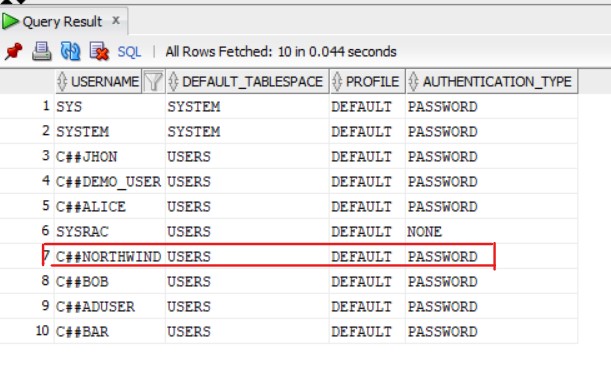 Query Result x
SQL | All Rows Fetched: 10 in 0.044 seconds
USERNAME DEFAULT_TABLESPACE PROFILE AUTHENTICATION_TYPE
1 SYS SYSTEM DEFAULT PASSWORD
2 SYSTEM SYSTEM DEFAULT PASSWORD
3 C##JHON USERS DEFAULT PASSWORD
4 C##DEMO_USER USERS DEFAULT PASSWORD
5 C##ALICE USERS DEFAULT PASSWORD
6 SYSRAC USERS DEFAULT NONE
7 C##NORTHWIND USERS DEFAULT PASSWORD
8 C##BOB USERS DEFAULT PASSWORD
9 C##ADUSER USERS DEFAULT PASSWORD
10 C##BAR USERS DEFAULT PASSWORD